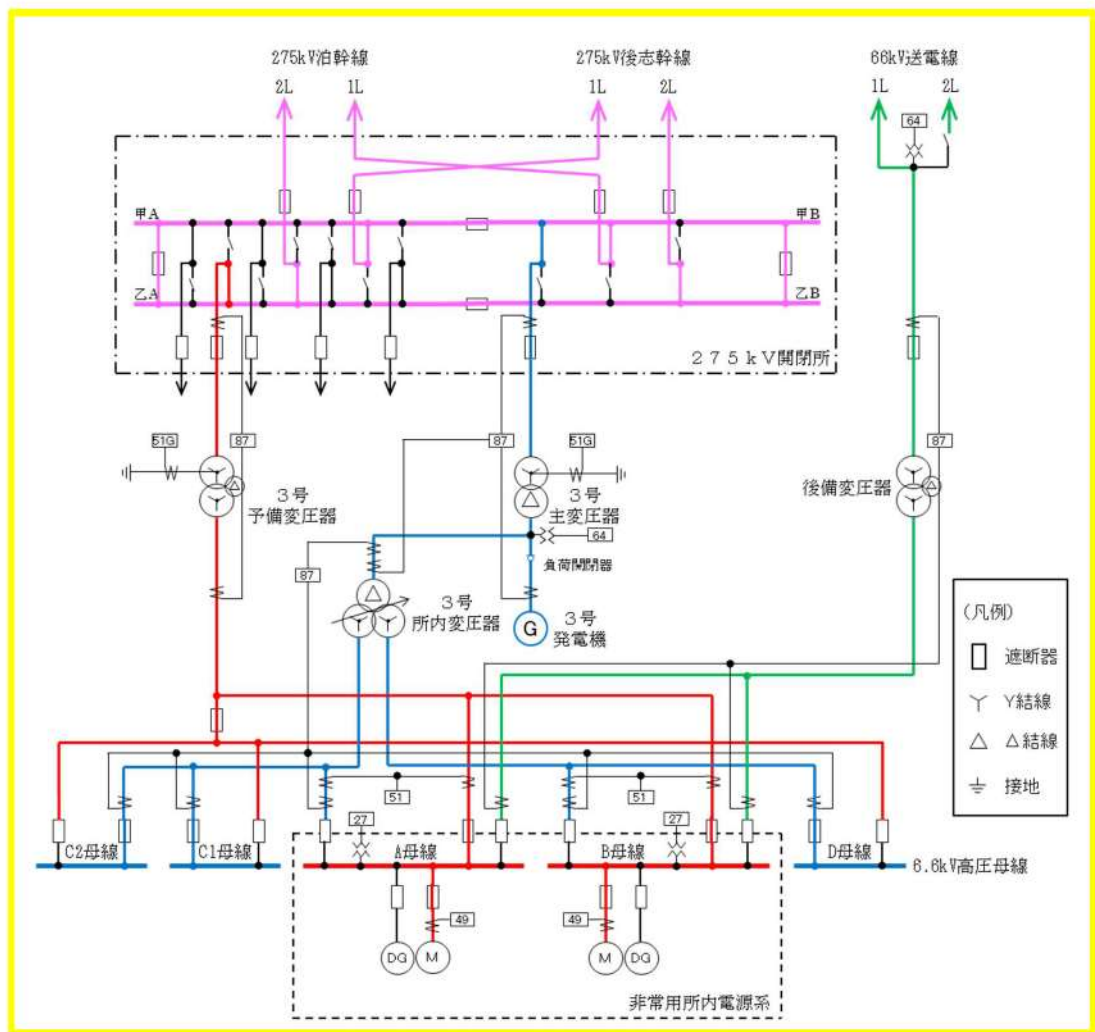 275kV泊幹線
275kV後志幹線
66kV送電線
2L
1L
1L
2L
1L
2L
64
甲A
甲B
乙A
乙B
275kV開閉所
51G
87
87
51G
87
3号
予備変圧器
3号
主変圧器
後備変圧器
64
負荷開閉器
87
3号
所内変圧器
G
3号
発電機
(凡例)
遮断器
Y結線
△結線
接地
51
51
27
27
C2母線
C1母線
A母線
B母線
D母線
6.6kV高圧母線
49
49
DG
M
M
DG
非常用所内電源系